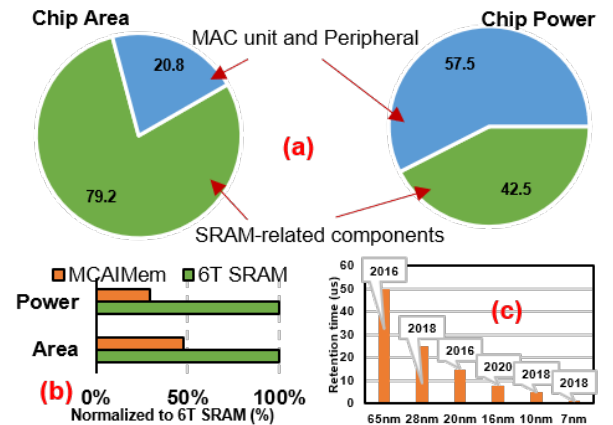 Chip Area
Chip Power
MAC unit and Peripheral
20.8
57.5
(a)
79.2
42.5
SRAM-related components
MCAIMem 6T SRAM
Power
Area
(b)
0% 50% 100%
Normalized to 6T SRAM (%)
Retention time (us)
60
50
40
30
20
10
0
2016
2018
2016
2020
2018
2018
(c)
65nm 28nm 20nm 16nm 10nm 7nm